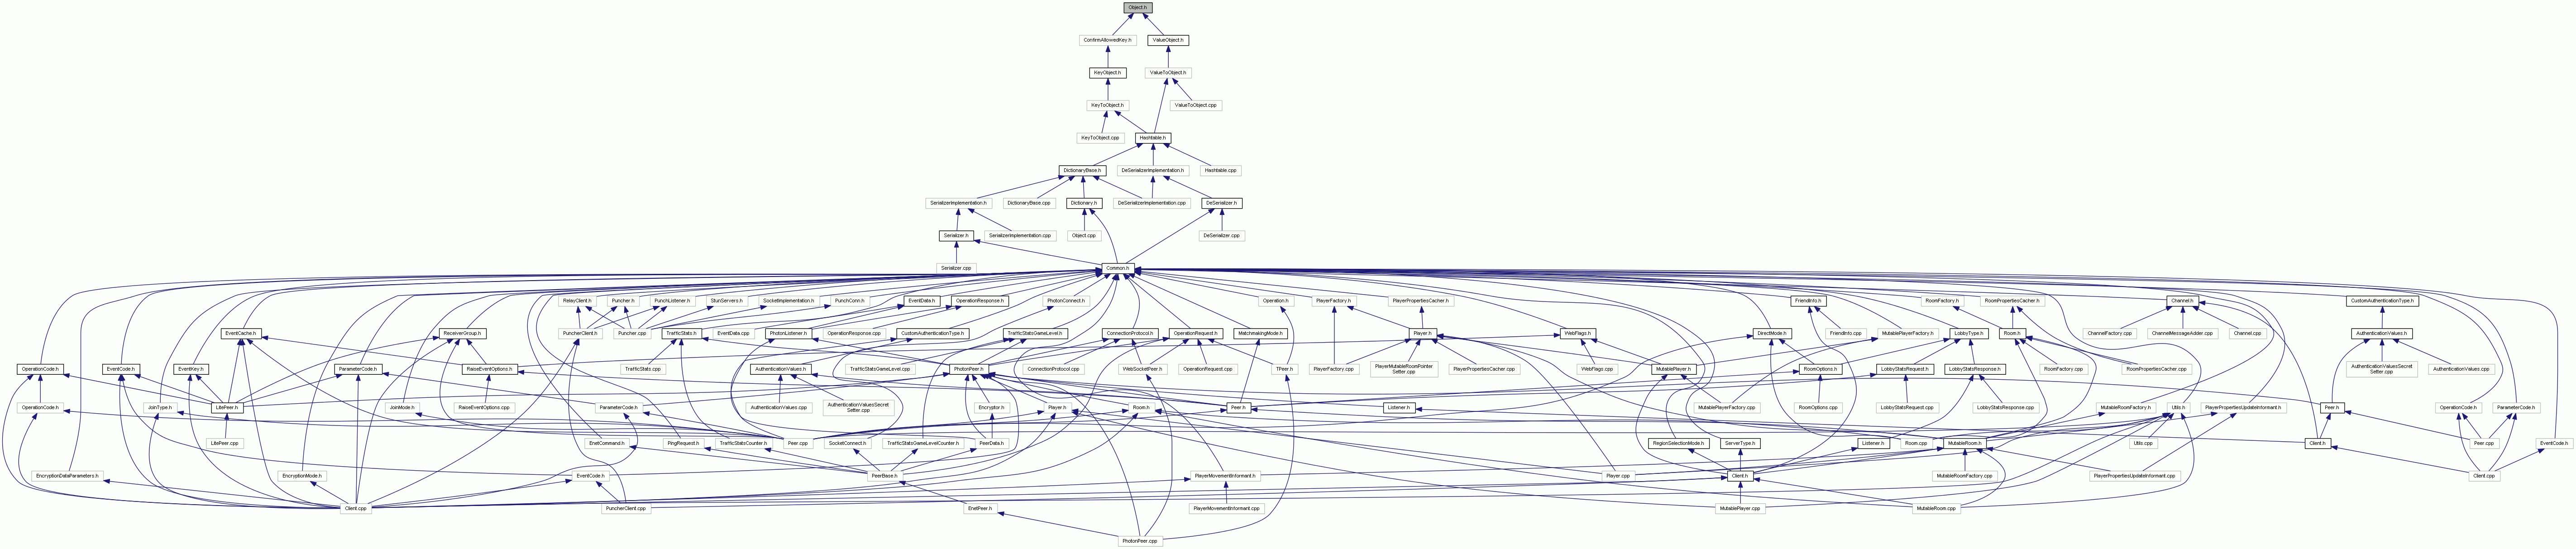 Object.h
ConfirmAllowedKey.h
ValueObject.h
KeyObject.h
ValueToObject.h
KeyToObject.h
ValueToObject.cpp
KeyToObject.cpp
Hashtable.h
DictionaryBase.h
DeSerializerImplementation.h
Hashtable.cpp
SerializerImplementation.h
DictionaryBase.cpp
Dictionary.h
DeSerializerImplementation.cpp
DeSerializer.h
Serializer.h
SerializerImplementation.cpp
Object.cpp
DeSerializer.cpp
Serializer.cpp
Common.h
RelayClient.h
Puncher.h
PunchListener.h
StunServers.h
SocketImplementation.h
PunchConn.h
EventData.h
OperationResponse.h
PhotonConnect.h
Operation.h
PlayerFactory.h
PlayerPropertiesCacher.h
FriendInfo.h
RoomFactory.h
RoomPropertiesCacher.h
Channel.h
CustomAuthenticationType.h
EventCache.h
ReceiverGroup.h
PuncherClient.h
Puncher.cpp
TrafficStats.h
EventData.cpp
PhotonListener.h
OperationResponse.cpp
CustomAuthenticationType.h
TrafficStatsGameLevel.h
ConnectionProtocol.h
OperationRequest.h
MatchmakingMode.h
Player.h
WebFlags.h
DirectMode.h
FriendInfo.cpp
MutablePlayerFactory.h
LobbyType.h
Room.h
ChannelFactory.cpp
ChannelMessageAdder.cpp
Channel.cpp
AuthenticationValues.h
OperationCode.h
EventCode.h
EventKey.h
ParameterCode.h
RaiseEventOptions.h
TrafficStats.cpp
AuthenticationValues.h
TrafficStatsGameLevel.cpp
PhotonPeer.h
ConnectionProtocol.cpp
WebSocketPeer.h
OperationRequest.cpp
TPeer.h
PlayerFactory.cpp
PlayerMutableRoomPointer
Setter.cpp
PlayerPropertiesCacher.cpp
WebFlags.cpp
MutablePlayer.h
RoomOptions.h
LobbyStatsRequest.h
LobbyStatsResponse.h
RoomFactory.cpp
RoomPropertiesCacher.cpp
AuthenticationValuesSecret
Setter.cpp
AuthenticationValues.cpp
OperationCode.h
JoinType.h
LitePeer.h
JoinMode.h
RaiseEventOptions.cpp
ParameterCode.h
AuthenticationValues.cpp
AuthenticationValuesSecret
Setter.cpp
Encryptor.h
Player.h
Room.h
Peer.h
Listener.h
MutablePlayerFactory.cpp
RoomOptions.cpp
LobbyStatsRequest.cpp
LobbyStatsResponse.cpp
MutableRoomFactory.h
Utils.h
PlayerPropertiesUpdateInformant.h
Peer.h
OperationCode.h
ParameterCode.h
LitePeer.cpp
EnetCommand.h
PingRequest.h
TrafficStatsCounter.h
Peer.cpp
SocketConnect.h
TrafficStatsGameLevelCounter.h
PeerData.h
RegionSelectionMode.h
ServerType.h
Listener.h
Room.cpp
MutableRoom.h
Utils.cpp
Client.h
Peer.cpp
EventCode.h
EncryptionDataParameters.h
EncryptionMode.h
EventCode.h
PeerBase.h
PlayerMovementInformant.h
Player.cpp
Client.h
MutableRoomFactory.cpp
PlayerPropertiesUpdateInformant.cpp
Client.cpp
Client.cpp
PuncherClient.cpp
EnetPeer.h
PlayerMovementInformant.cpp
MutablePlayer.cpp
MutableRoom.cpp
PhotonPeer.cpp